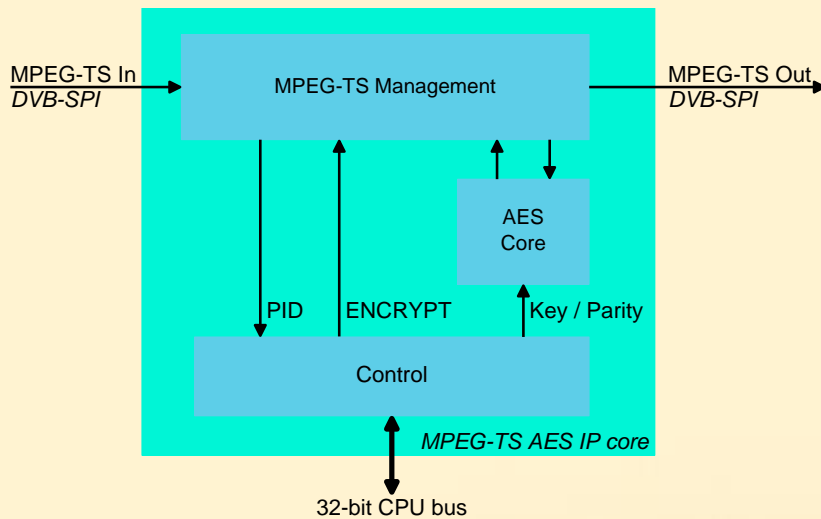 MPEG-TS In
DVB-SPI
MPEG-TS Management
MPEG-TS Out
DVB-SPI
AES
Core
PID
ENCRYPT
Key / Parity
Control
MPEG-TS AES IP core
32-bit CPU bus